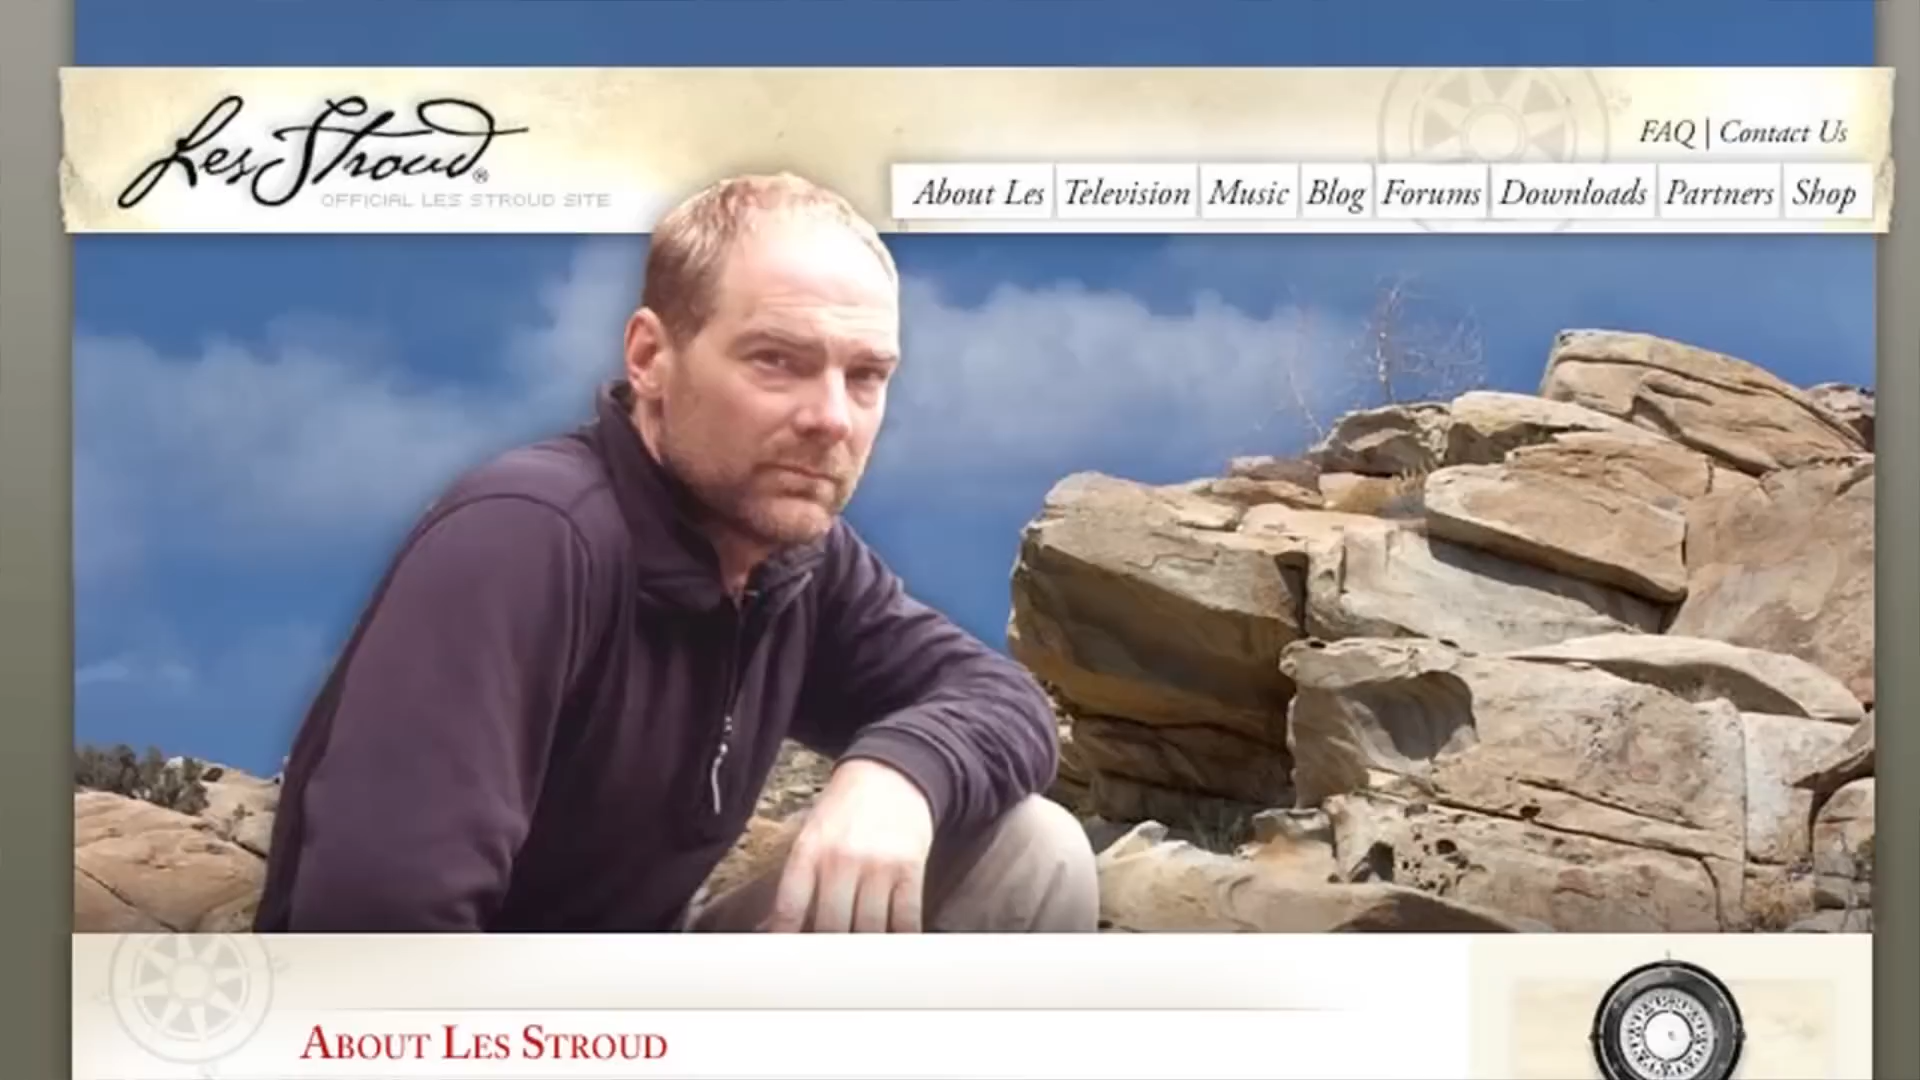 Les Stroud®
OFFICIAL LES STROUD SITE
FAQ | Contact Us
About Les Television Music Blog Forums Downloads Partners Shop
ABOUT LES STROUD